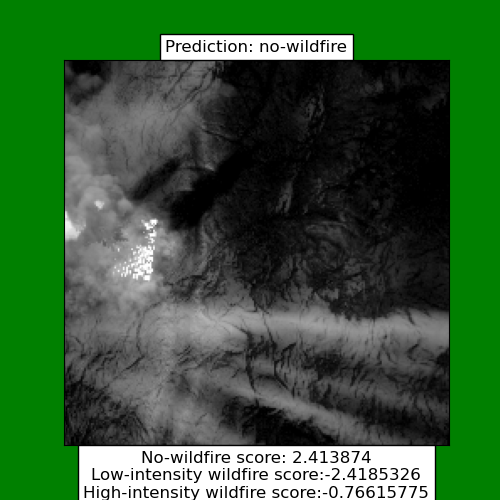 Prediction: no-wildfire
No-wildfire score: 2.413874
Low-intensity wildfire score:-2.4185326
High-intensity wildfire score:-0.76615775